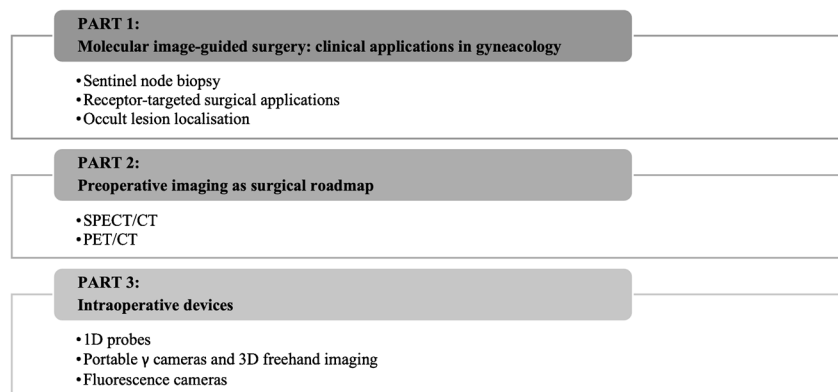 PART 1:
Molecular image-guided surgery: clinical applications in gyneacology
•Sentinel node biopsy
•Receptor-targeted surgical applications
•Occult lesion localisation
PART 2:
Preoperative imaging as surgical roadmap
•SPECT/CT
•PET/CT
PART 3:
Intraoperative devices
•1D probes
•Portable γ cameras and 3D freehand imaging
•Fluorescence cameras